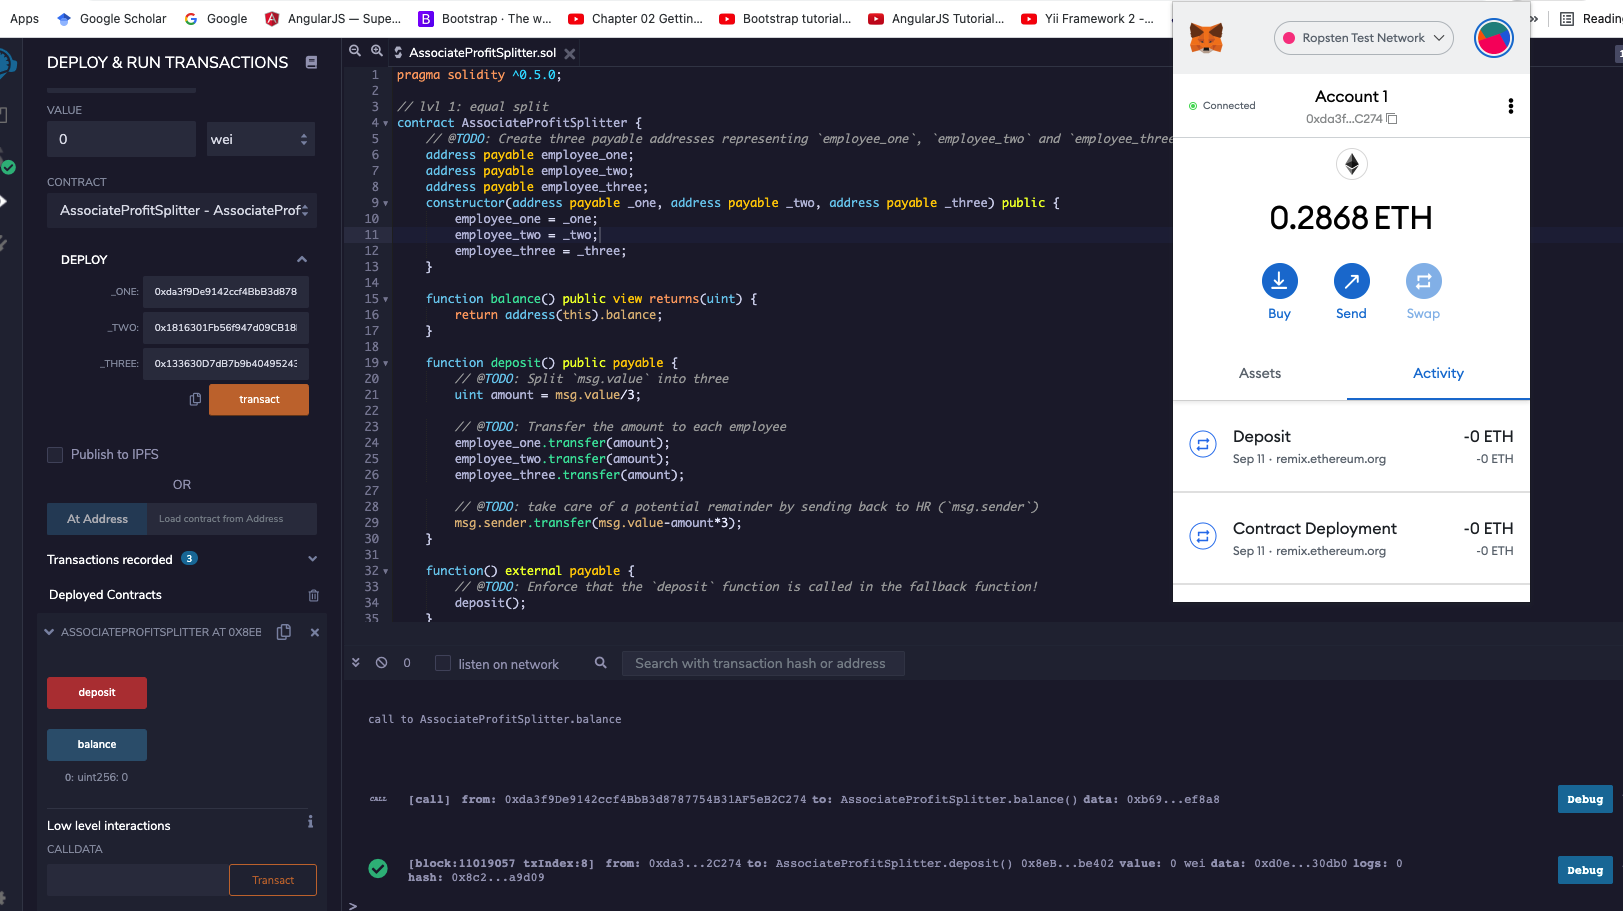 Apps Google Scholar Google AngularJS — Supe... Bootstrap · The w... Chapter 02 Gettin... Bootstrap tutorial... AngularJS Tutorial... Yii Framework 2 -... » Reading
DEPLOY & RUN TRANSACTIONS
VALUE
0 wei
CONTRACT
AssociateProfitSplitter - AssociateProf
DEPLOY
_ONE: 0xda3f9De9142ccf4BbB3d878
_TWO: 0x1816301Fb56f947d09CB18
_THREE: 0x133630D7dB7b9b4049524
transact
Publish to IPFS
OR
At Address Load contract from Address
Transactions recorded 3
Deployed Contracts
ASSOCIATEPROFITSPLITTER AT 0X8EB
deposit
balance
0: uint256: 0
Low level interactions
CALLDATA
Transact
AssociateProfitSplitter.sol
1 pragma solidity ^0.5.0;
2
3 // lvl 1: equal split
4 contract AssociateProfitSplitter {
5 // @TODO: Create three payable addresses representing `employee_one`, `employee_two` and `employee_three
6 address payable employee_one;
7 address payable employee_two;
8 address payable employee_three;
9 constructor(address payable _one, address payable _two, address payable _three) public {
10 employee_one = _one;
11 employee_two = _two;
12 employee_three = _three;
13 }
14
15 function balance() public view returns(uint) {
16 return address(this).balance;
17 }
18
19 function deposit() public payable {
20 // @TODO: Split `msg.value` into three
21 uint amount = msg.value/3;
22
23 // @TODO: Transfer the amount to each employee
24 employee_one.transfer(amount);
25 employee_two.transfer(amount);
26 employee_three.transfer(amount);
27
28 // @TODO: take care of a potential remainder by sending back to HR (`msg.sender`)
29 msg.sender.transfer(msg.value-amount*3);
30 }
31
32 function() external payable {
33 // @TODO: Enforce that the `deposit` function is called in the fallback function!
34 deposit();
35 }
0 listen on network Search with transaction hash or address
call to AssociateProfitSplitter.balance
CALL [call] from: 0xda3f9De9142ccf4BbB3d8787754B31AF5eB2C274 to: AssociateProfitSplitter.balance() data: 0xb69...ef8a8 Debug
[block:11019057 txIndex:8] from: 0xda3...2C274 to: AssociateProfitSplitter.deposit() 0x8eB...be402 value: 0 wei data: 0xd0e...30db0 logs: 0 Debug
hash: 0x8c2...a9d09
>
Ropsten Test Network
Connected
Account 1
0xda3f...C274
0.2868 ETH
Buy Send Swap
Assets Activity
Deposit -0 ETH
Sep 11 · remix.ethereum.org -0 ETH
Contract Deployment -0 ETH
Sep 11 · remix.ethereum.org -0 ETH